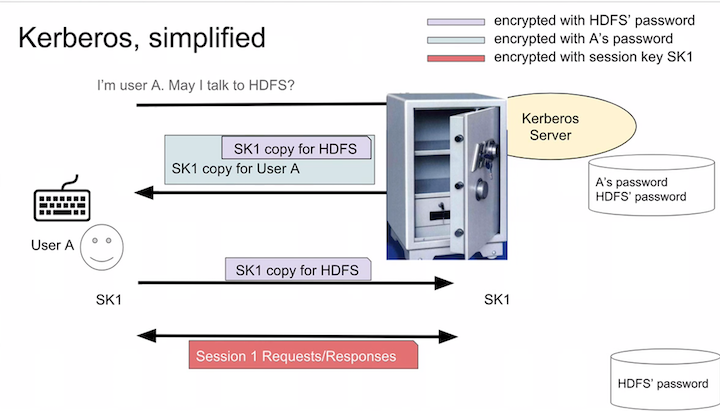 Kerberos, simplified
encrypted with HDFS' password
encrypted with A's password
encrypted with session key SK1
I'm user A. May I talk to HDFS?
Kerberos
Server
SK1 copy for HDFS
SK1 copy for User A
A's password
HDFS' password
User A
SK1 copy for HDFS
SK1
SK1
Session 1 Requests/Responses
HDFS' password